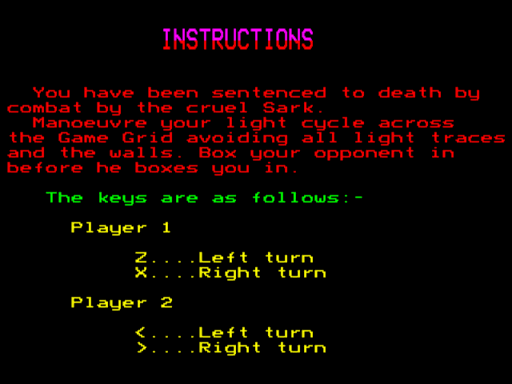 INSTRUCTIONS
You have been sentenced to death by
combat by the cruel Sark.
Manoeuvre your light cycle across
the Game Grid avoiding all light traces
and the walls. Box your opponent in
before he boxes you in.
The keys are as follows:-
Player 1
Z....Left turn
X....Right turn
Player 2
<....Left turn
>....Right turn